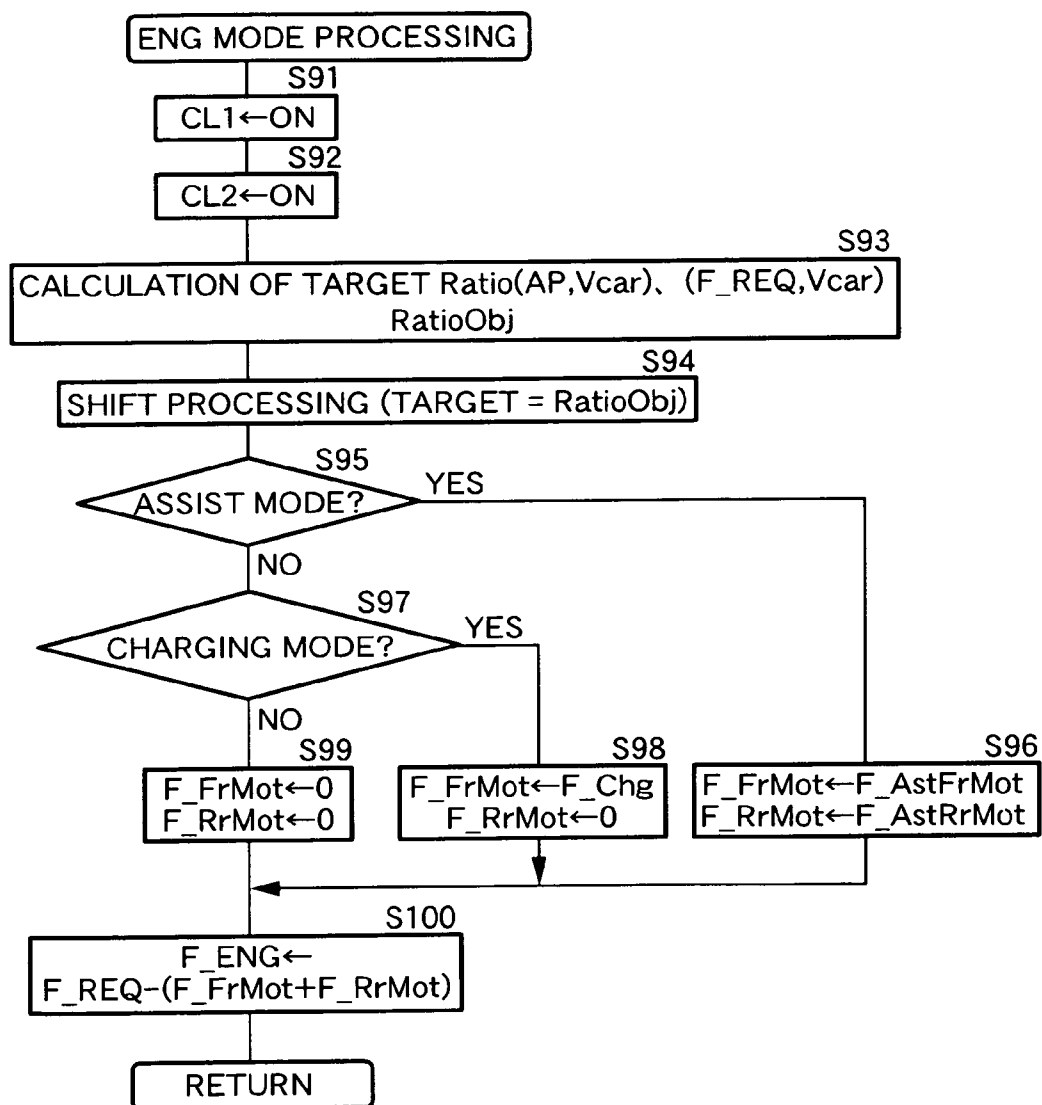 ENG MODE PROCESSING
S91
CL1←ON
S92
CL2←ON
S93
CALCULATION OF TARGET Ratio(AP,Vcar)、(F_REQ,Vcar)
RatioObj
S94
SHIFT PROCESSING (TARGET = RatioObj)
S95
ASSIST MODE?
YES
NO
S97
CHARGING MODE?
YES
NO
S99
F_FrMot←0
F_RrMot←0
S98
F_FrMot←F_Chg
F_RrMot←0
S96
F_FrMot←F_AstFrMot
F_RrMot←F_AstRrMot
S100
F_ENG←
F_REQ-(F_FrMot+F_RrMot)
RETURN